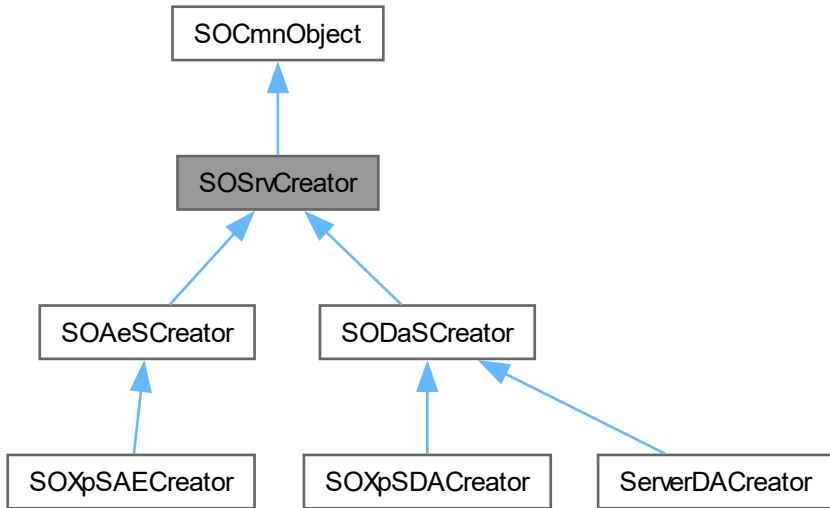 SOCmnObject
SOSrvCreator
SOAeSCreator
SODaSCreator
SOXpSAECreator
SOXpSDACreator
ServerDACreator